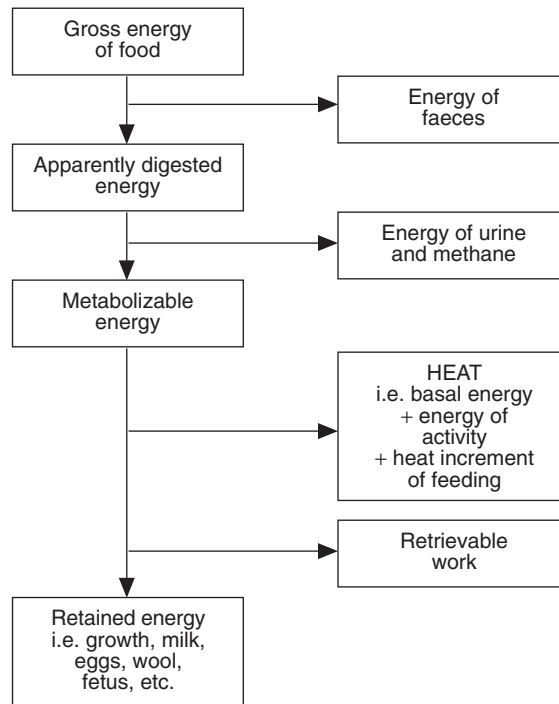 Gross energy
of food
Energy of
faeces
Apparently digested
energy
Energy of urine
and methane
Metabolizable
energy
HEAT
i.e. basal energy
+ energy of
activity
+ heat increment
of feeding
Retrievable
work
Retained energy
i.e. growth, milk,
eggs, wool,
fetus, etc.